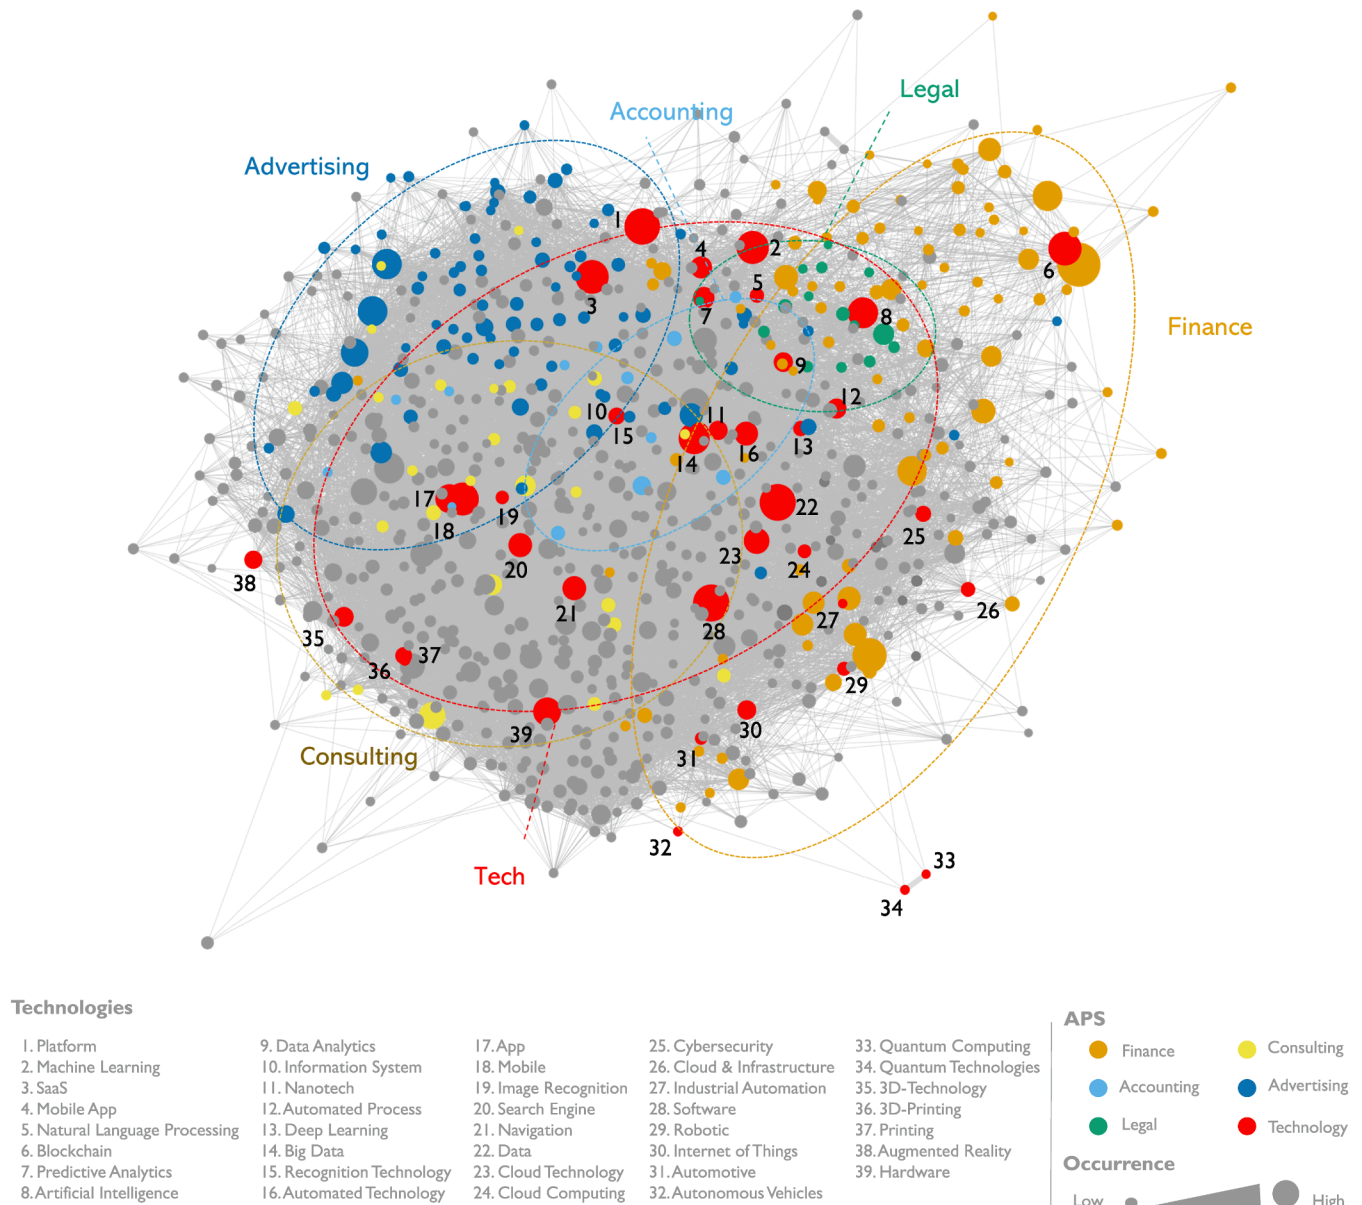 Legal
Accounting
Advertising
1
4
2
5
6
3
7
8
Finance
9
12
10
11
15
16
13
14
17
22
18
19
25
23
20
24
38
21
26
28
27
35
37
36
29
39
30
31
Consulting
32
33
Tech
34
Technologies
1. Platform
2. Machine Learning
3. SaaS
4. Mobile App
5. Natural Language Processing
6. Blockchain
7. Predictive Analytics
8. Artificial Intelligence
9. Data Analytics
10. Information System
11. Nanotech
12. Automated Process
13. Deep Learning
14. Big Data
15. Recognition Technology
16. Automated Technology
17. App
18. Mobile
19. Image Recognition
20. Search Engine
21. Navigation
22. Data
23. Cloud Technology
24. Cloud Computing
25. Cybersecurity
26. Cloud & Infrastructure
27. Industrial Automation
28. Software
29. Robotic
30. Internet of Things
31. Automotive
32. Autonomous Vehicles
33. Quantum Computing
34. Quantum Technologies
35. 3D-Technology
36. 3D-Printing
37. Printing
38. Augmented Reality
39. Hardware
APS
Finance
Accounting
Legal
Consulting
Advertising
Technology
Occurrence
Low
High